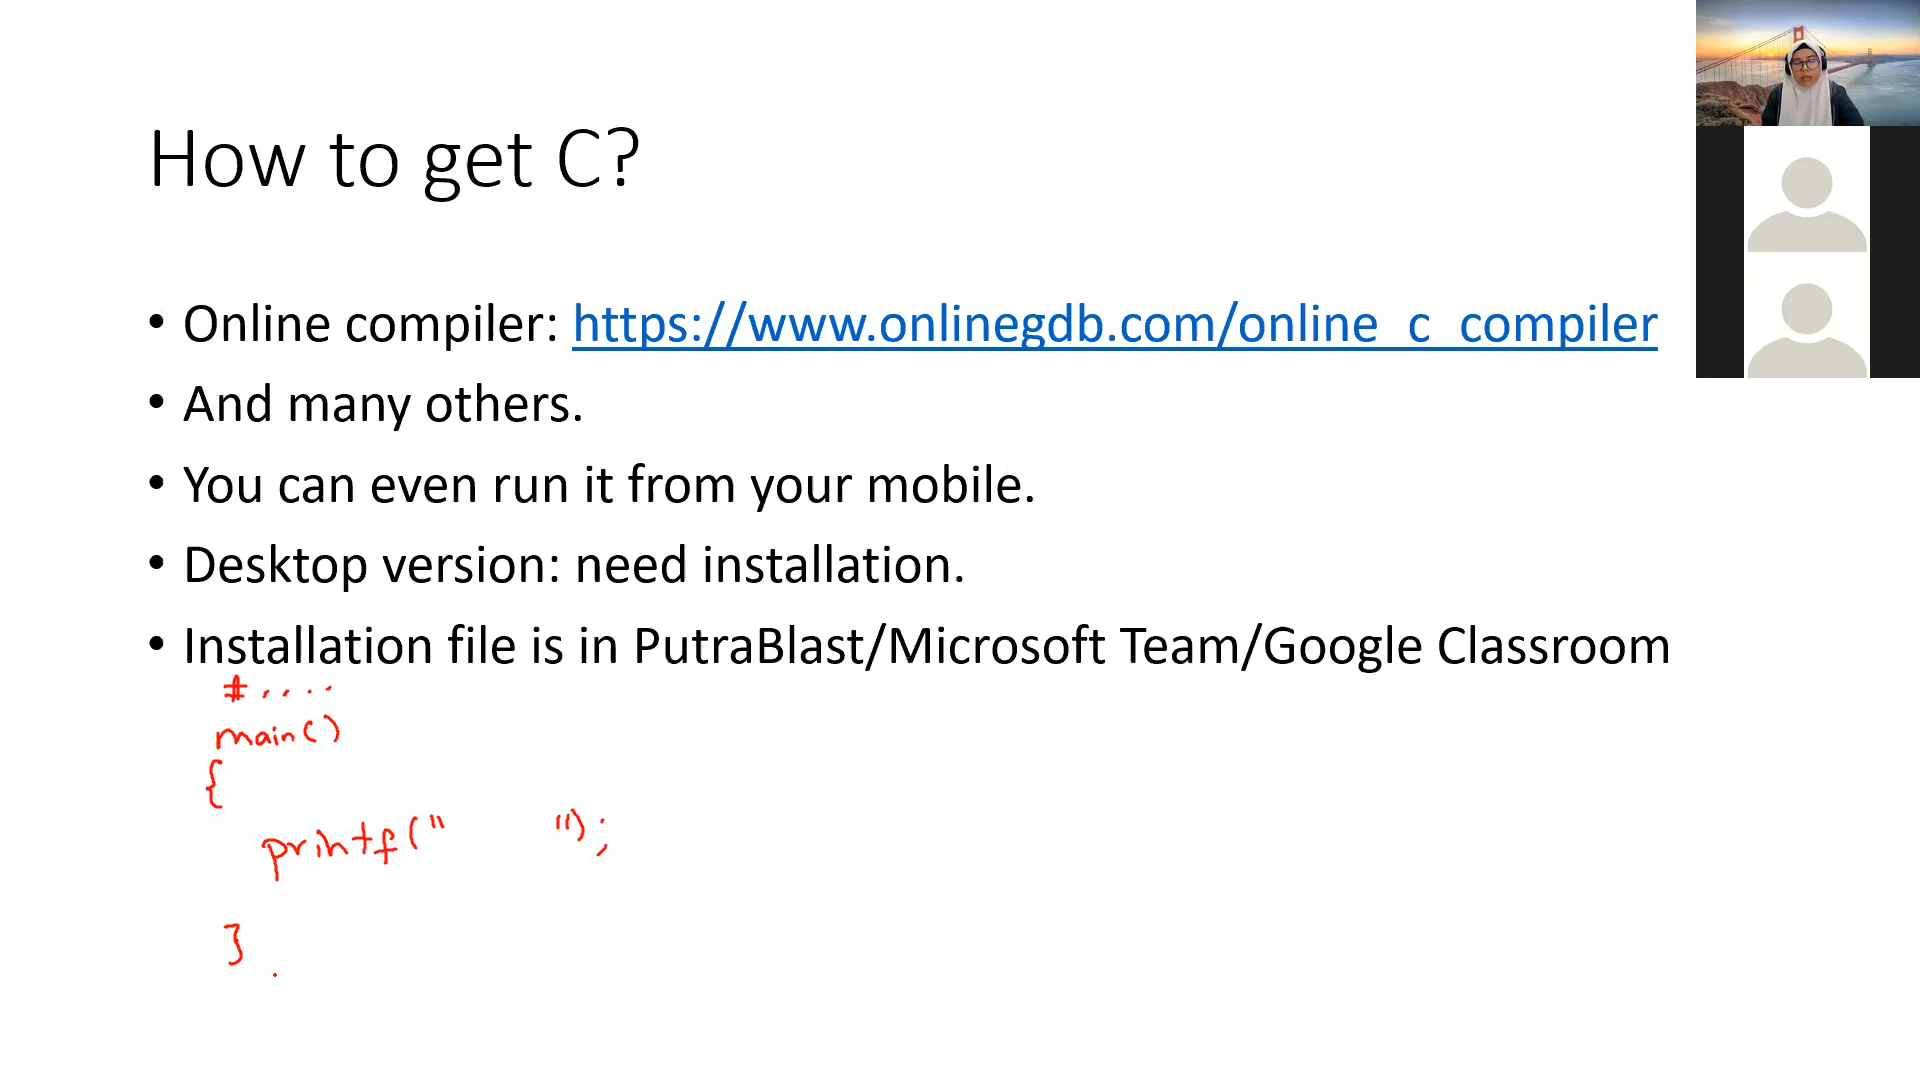 How to get C?
• Online compiler: https://www.onlinegdb.com/online_c_compiler
• And many others.
• You can even run it from your mobile.
• Desktop version: need installation.
• Installation file is in PutraBlast/Microsoft Team/Google Classroom
# ....
main()
{
printf(" ");
}